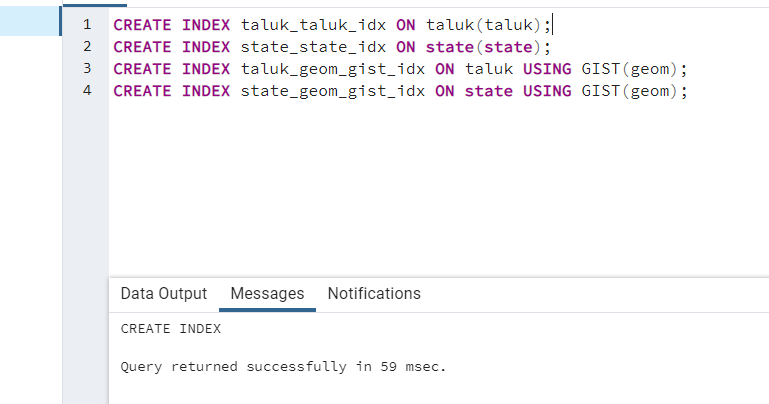 1 CREATE INDEX taluk_taluk_idx ON taluk(taluk);
2 CREATE INDEX state_state_idx ON state(state);
3 CREATE INDEX taluk_geom_gist_idx ON taluk USING GIST(geom);
4 CREATE INDEX state_geom_gist_idx ON state USING GIST(geom);
Data Output Messages Notifications
CREATE INDEX
Query returned successfully in 59 msec.